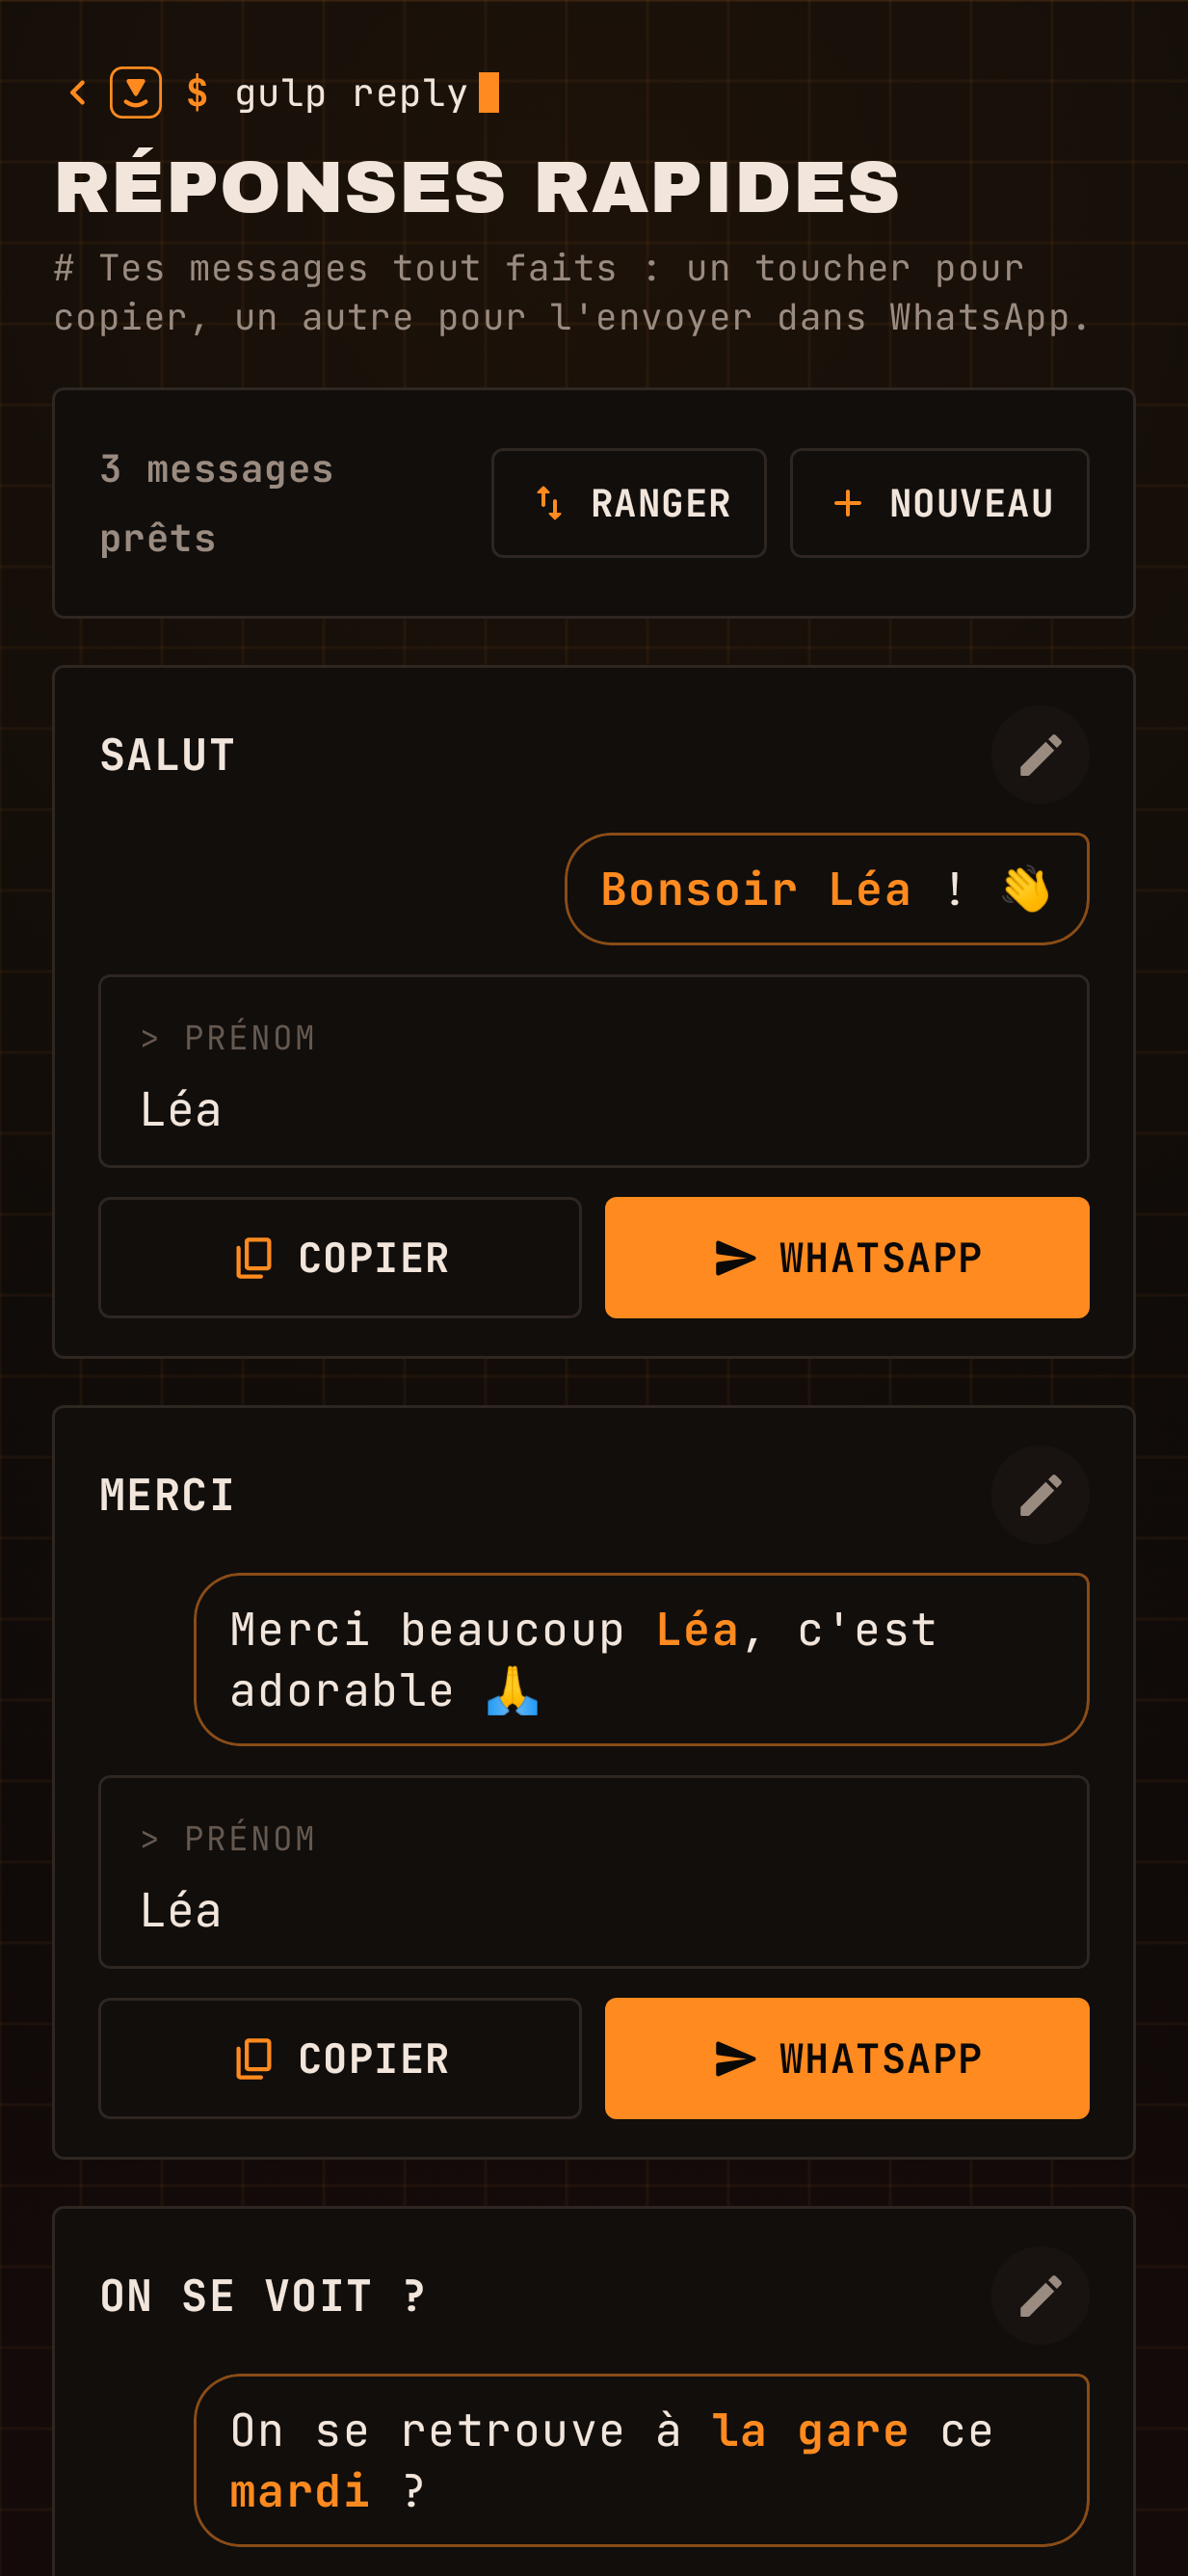 $ gulp reply
RÉPONSES RAPIDES
# Tes messages tout faits : un toucher pour
copier, un autre pour l'envoyer dans WhatsApp.
3 messages
prêts
RANGER
NOUVEAU
SALUT
Bonsoir Léa ! 👋
> PRÉNOM
Léa
COPIER
WHATSAPP
MERCI
Merci beaucoup Léa, c'est
adorable 🙏
> PRÉNOM
Léa
COPIER
WHATSAPP
ON SE VOIT ?
On se retrouve à la gare ce
mardi ?